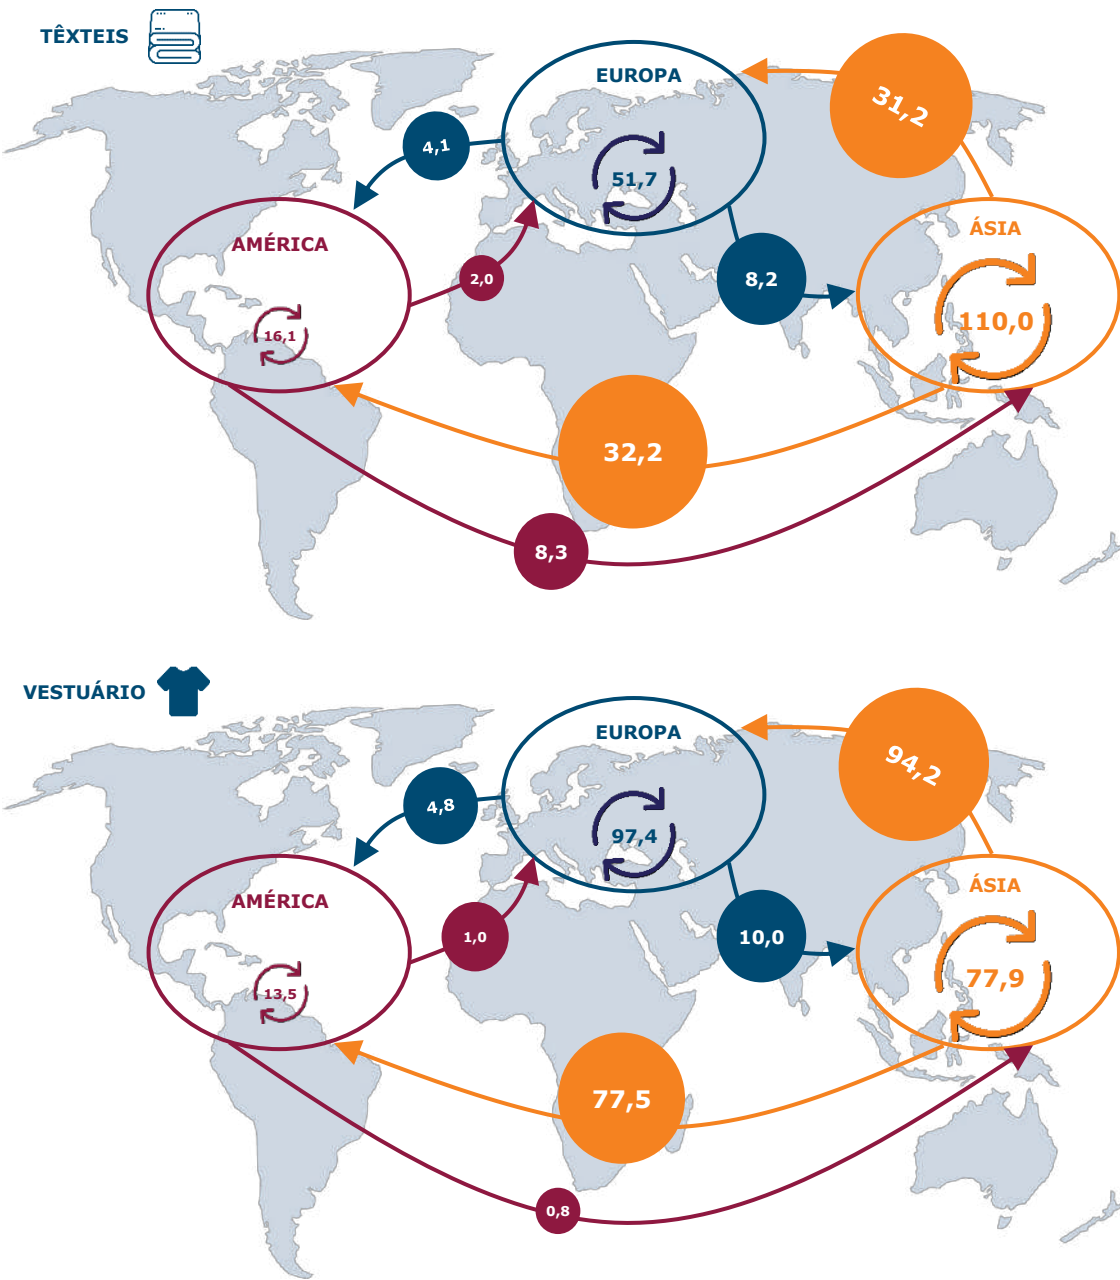 TÊXTEIS
EUROPA
31,2
4,1
51,7
ÁSIA
AMÉRICA
2,0
8,2
110,0
16,1
32,2
8,3
VESTUÁRIO
EUROPA
94,2
4,8
97,4
ÁSIA
AMÉRICA
1,0
10,0
77,9
13,5
77,5
0,8